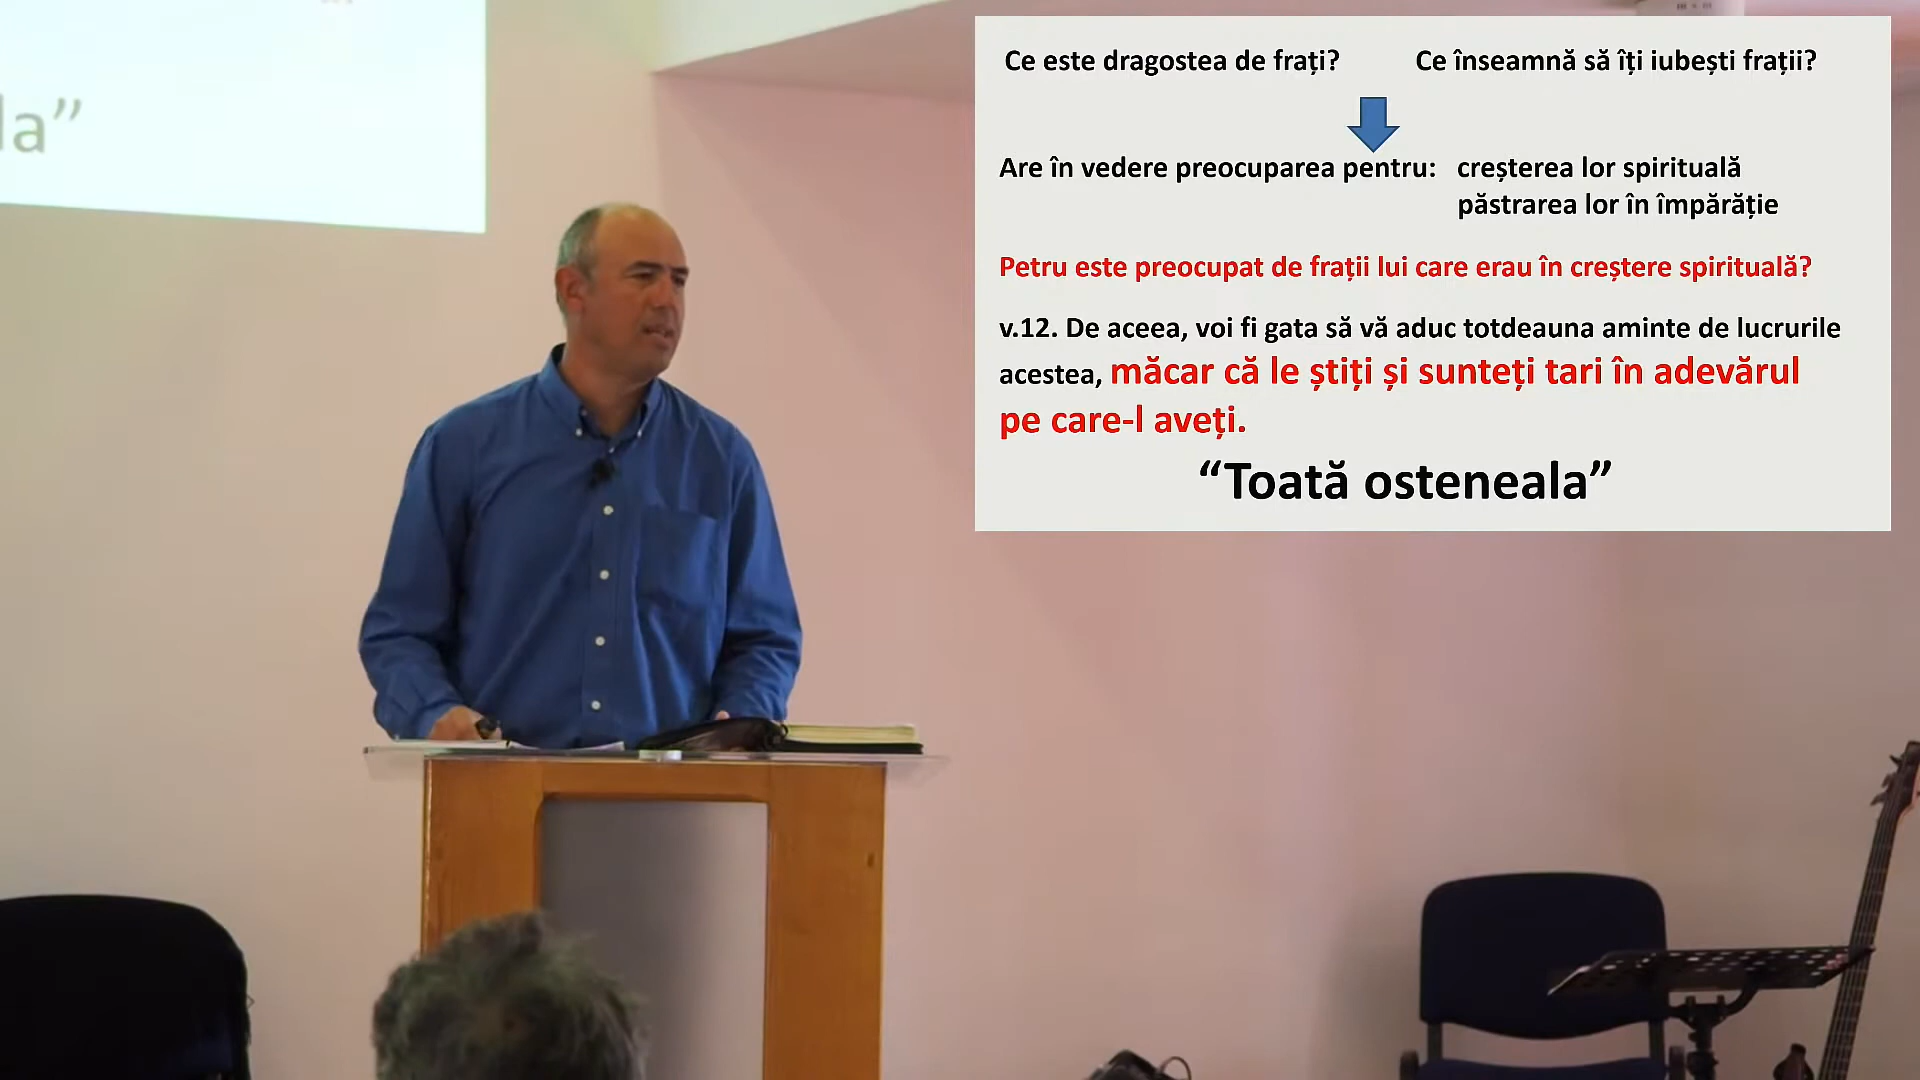 la”
Ce este dragostea de frați? Ce înseamnă să îți iubești frații?
Are în vedere preocuparea pentru: creșterea lor spirituală
păstrarea lor în împărăție
Petru este preocupat de frații lui care erau în creștere spirituală?
v.12. De aceea, voi fi gata să vă aduc totdeauna aminte de lucrurile
acestea, măcar că le știți și sunteți tari în adevărul
pe care-l aveți.
“Toată osteneala”